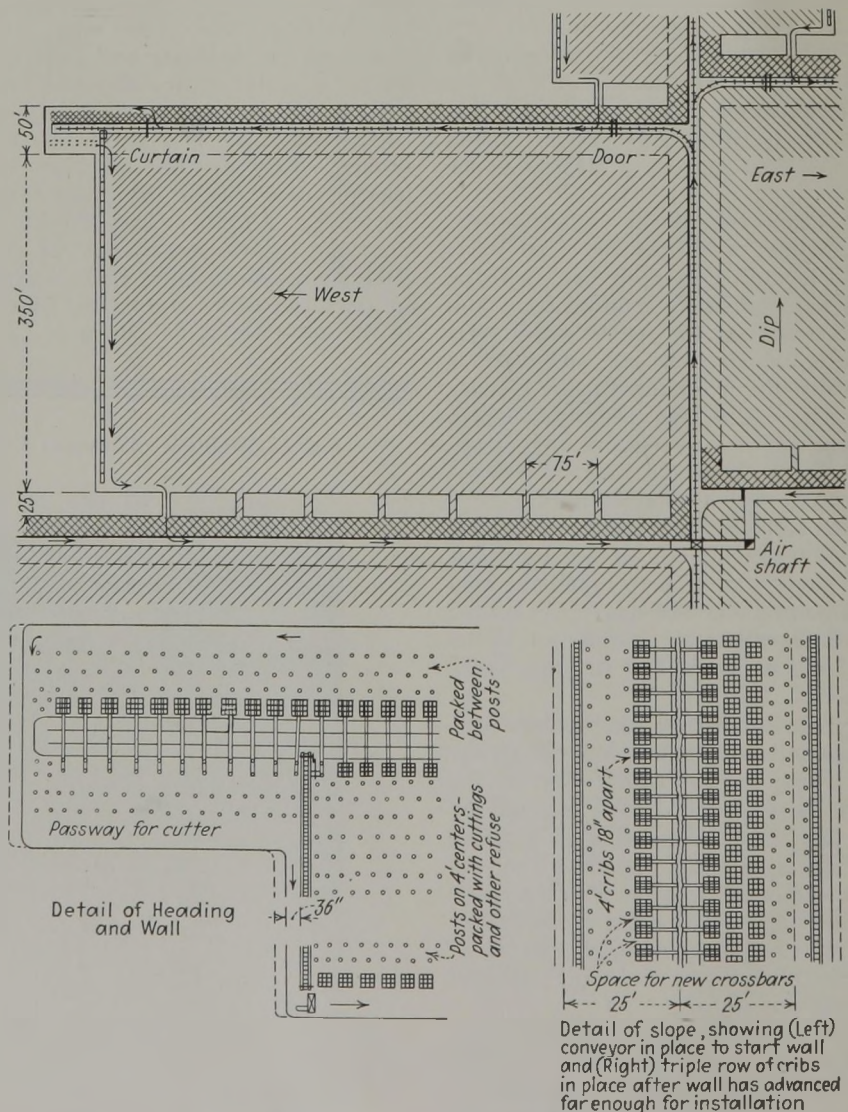 50'
Curtain
Door
East
West
350'
Dip
75'
25'
Air
shaft
Packed
between
posts
Passway for cutter
Detail of Heading
and Wall
36"
Posts on 4' centers-
packed with cuttings
and other refuse
4' cribs 18" apart
Space for new crossbars
25'
25'
Detail of slope, showing (Left)
conveyor in place to start wall
and (Right) triple row of cribs
in place after wall has advanced
far enough for installation